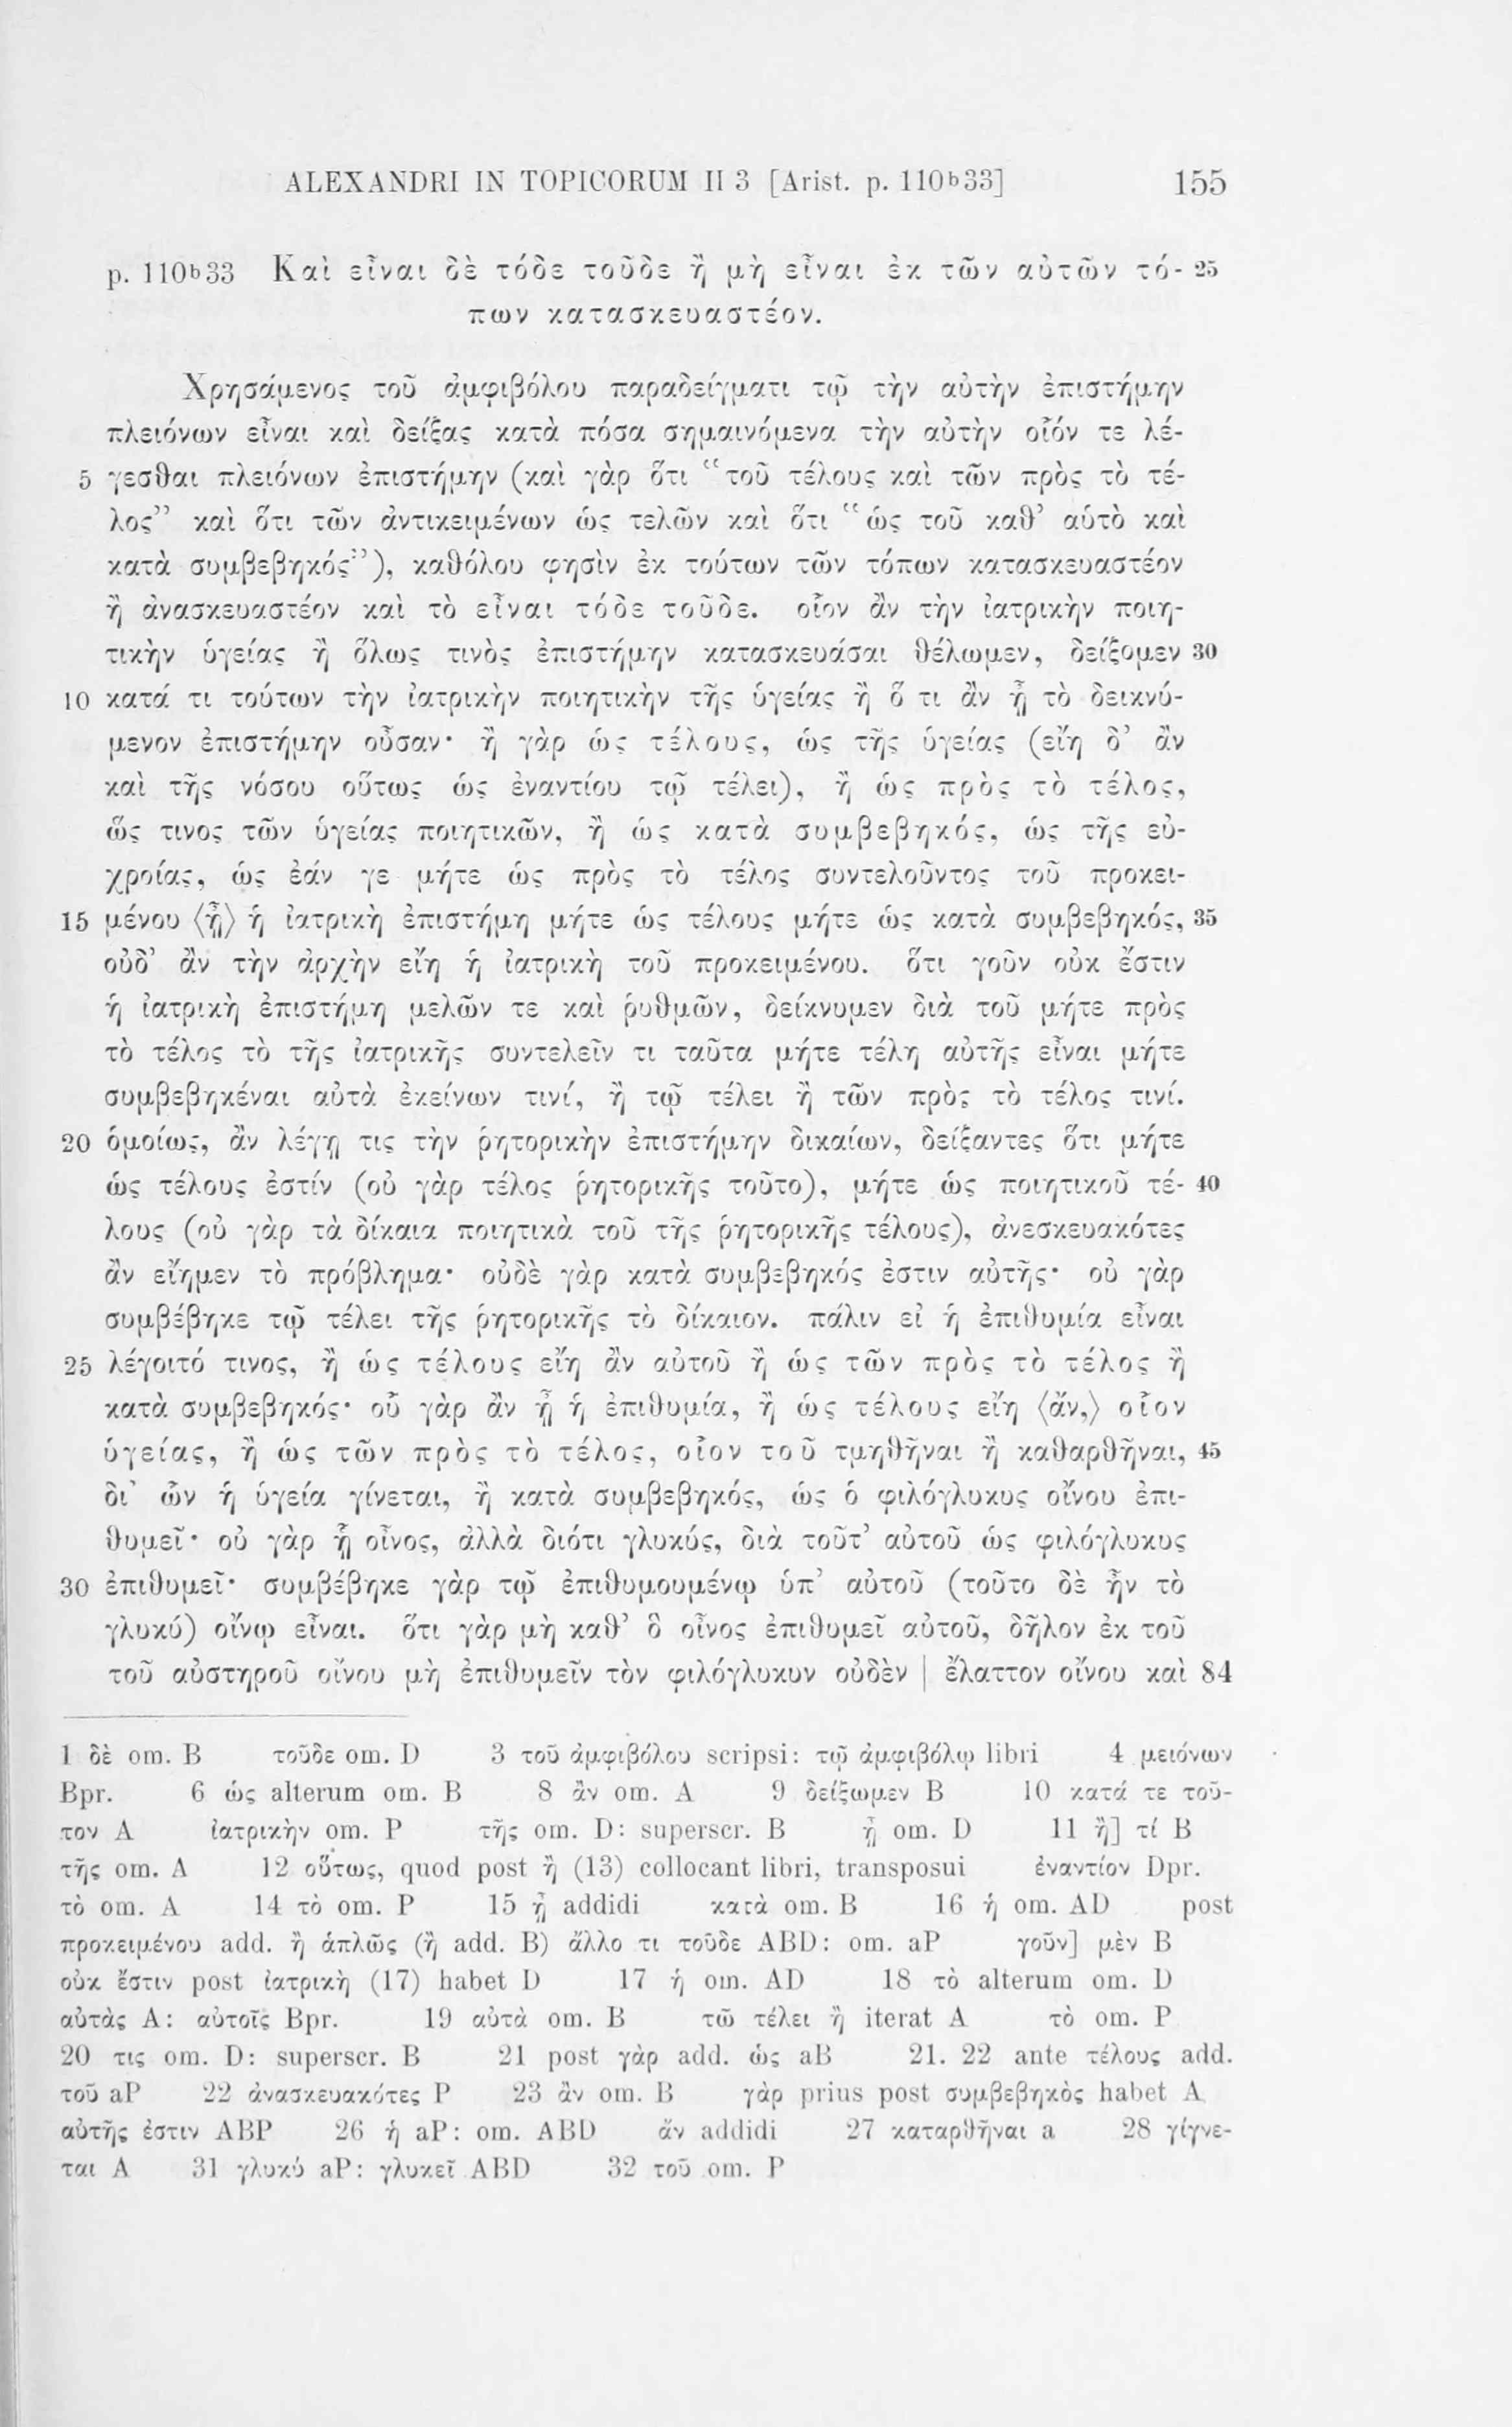 ALEXANDRI IN TOPICORUM II 3 [Arist. p. 110b33] 155
p. 110b33 Καὶ εἶναι δὲ τόδε τοῦδε ἢ μὴ εἶναι ἐκ τῶν αὐτῶν τό- 25
πων κατασκευαστέον.
Χρησάμενος τοῦ ἀμφιβόλου παραδείγματι τῷ τὴν αὐτὴν ἐπιστήμην
πλειόνων εἶναι καὶ δείξας κατὰ πόσα σημαινόμενα τὴν αὐτὴν οἷόν τε λέ-
5 γεσθαι πλειόνων ἐπιστήμην (καὶ γὰρ ὅτι “τοῦ τέλους καὶ τῶν πρὸς τὸ τέ-
λος” καὶ ὅτι τῶν ἀντικειμένων ὡς τελῶν καὶ ὅτι “ὡς τοῦ καθ’ αὑτὸ καὶ
κατὰ συμβεβηκός”), καθόλου φησὶν ἐκ τούτων τῶν τόπων κατασκευαστέον
ἢ ἀνασκευαστέον καὶ τὸ εἶναι τόδε τοῦδε. οἷον ἂν τὴν ἰατρικὴν ποιη-
τικὴν ὑγείας ἢ ὅλως τινὸς ἐπιστήμην κατασκευάσαι θέλωμεν, δείξομεν 30
10 κατά τι τούτων τὴν ἰατρικὴν ποιητικὴν τῆς ὑγείας ἢ ὅ τι ἂν ᾖ τὸ δεικνύ-
μενον ἐπιστήμην οὖσαν· ἢ γὰρ ὡς τέλους, ὡς τῆς ὑγείας (εἴη δ’ ἂν
καὶ τῆς νόσου οὕτως ὡς ἐναντίου τῷ τέλει), ἢ ὡς πρὸς τὸ τέλος,
ὥς τινος τῶν ὑγείας ποιητικῶν, ἢ ὡς κατὰ συμβεβηκός, ὡς τῆς εὐ-
χροίας, ὡς ἐάν γε μήτε ὡς πρὸς τὸ τέλος συντελοῦντος τοῦ προκει-
15 μένου ⟨ᾖ⟩ ἡ ἰατρικὴ ἐπιστήμη μήτε ὡς τέλους μήτε ὡς κατὰ συμβεβηκός, 35
οὐδ’ ἂν τὴν ἀρχὴν εἴη ἡ ἰατρικὴ τοῦ προκειμένου. ὅτι γοῦν οὐκ ἔστιν
ἡ ἰατρικὴ ἐπιστήμη μελῶν τε καὶ ῥυθμῶν, δείκνυμεν διὰ τοῦ μήτε πρὸς
τὸ τέλος τὸ τῆς ἰατρικῆς συντελεῖν τι ταῦτα μήτε τέλη αὐτῆς εἶναι μήτε
συμβεβηκέναι αὐτὰ ἐκείνων τινί, ἢ τῷ τέλει ἢ τῶν πρὸς τὸ τέλος τινί.
20 ὁμοίως, ἂν λέγῃ τις τὴν ῥητορικὴν ἐπιστήμην δικαίων, δείξαντες ὅτι μήτε
ὡς τέλους ἐστίν (οὐ γὰρ τέλος ῥητορικῆς τοῦτο), μήτε ὡς ποιητικοῦ τέ- 40
λους (οὐ γὰρ τὰ δίκαια ποιητικὰ τοῦ τῆς ῥητορικῆς τέλους), ἀνεσκευακότες
ἂν εἴημεν τὸ πρόβλημα· οὐδὲ γὰρ κατὰ συμβεβηκός ἐστιν αὐτῆς· οὐ γὰρ
συμβέβηκε τῷ τέλει τῆς ῥητορικῆς τὸ δίκαιον. πάλιν εἰ ἡ ἐπιθυμία εἶναι
25 λέγοιτό τινος, ἢ ὡς τέλους εἴη ἂν αὐτοῦ ἢ ὡς τῶν πρὸς τὸ τέλος ἢ
κατὰ συμβεβηκός· οὗ γὰρ ἂν ᾖ ἡ ἐπιθυμία, ἢ ὡς τέλους εἴη ⟨ἄν,⟩ οἷον
ὑγείας, ἢ ὡς τῶν πρὸς τὸ τέλος, οἷον τοῦ τμηθῆναι ἢ καθαρθῆναι, 45
δι’ ὧν ἡ ὑγεία γίνεται, ἢ κατὰ συμβεβηκός, ὡς ὁ φιλόγλυκυς οἴνου ἐπι-
θυμεῖ· οὐ γὰρ ᾗ οἶνος, ἀλλὰ διότι γλυκύς, διὰ τοῦτ’ αὐτοῦ ὡς φιλόγλυκυς
30 ἐπιθυμεῖ· συμβέβηκε γὰρ τῷ ἐπιθυμουμένῳ ὑπ’ αὐτοῦ (τοῦτο δὲ ἦν τὸ
γλυκύ) οἴνῳ εἶναι. ὅτι γὰρ μὴ καθ’ ὃ οἶνος ἐπιθυμεῖ αὐτοῦ, δῆλον ἐκ τοῦ
τοῦ αὐστηροῦ οἴνου μὴ ἐπιθυμεῖν τὸν φιλόγλυκυν οὐδὲν | ἔλαττον οἴνου καὶ 84
1 δὲ om. B τοῦδε om. D 3 τοῦ ἀμφιβόλου scripsi: τῷ ἀμφιβόλῳ libri 4 μειόνων
Bpr. 6 ὡς alterum om. B 8 ἂν om. A 9 δείξωμεν B 10 κατά τε τοῦ-
τον A ἰατρικὴν om. P τῆς om. D: superscr. B ᾖ om. D 11 ἢ] τί B
τῆς om. A 12 οὕτως, quod post ἢ (13) collocant libri, transposui ἐναντίον Dpr.
τὸ om. A 14 τὸ om. P 15 ᾖ addidi κατὰ om. B 16 ἡ om. AD post
προκειμένου add. ἢ ἁπλῶς (ἢ add. B) ἄλλο τι τοῦδε ABD: om. aP γοῦν] μὲν B
οὐκ ἔστιν post ἰατρικὴ (17) habet D 17 ἡ om. AD 18 τὸ alterum om. D
αὐτὰς A: αὐτοῖς Bpr. 19 αὐτὰ om. B τῶ τέλει ἢ iterat A τὸ om. P
20 τις om. D: superscr. B 21 post γὰρ add. ὡς aB 21. 22 ante τέλους add.
τοῦ aP 22 ἀνασκευακότες P 23 ἂν om. B γὰρ prius post συμβεβηκὸς habet A
αὐτῆς ἐστιν ABP 26 ἡ aP: om. ABD ἄν addidi 27 καταρθῆναι a 28 γίγνε-
ται A 31 γλυκύ aP: γλυκεῖ ABD 32 τοῦ om. P